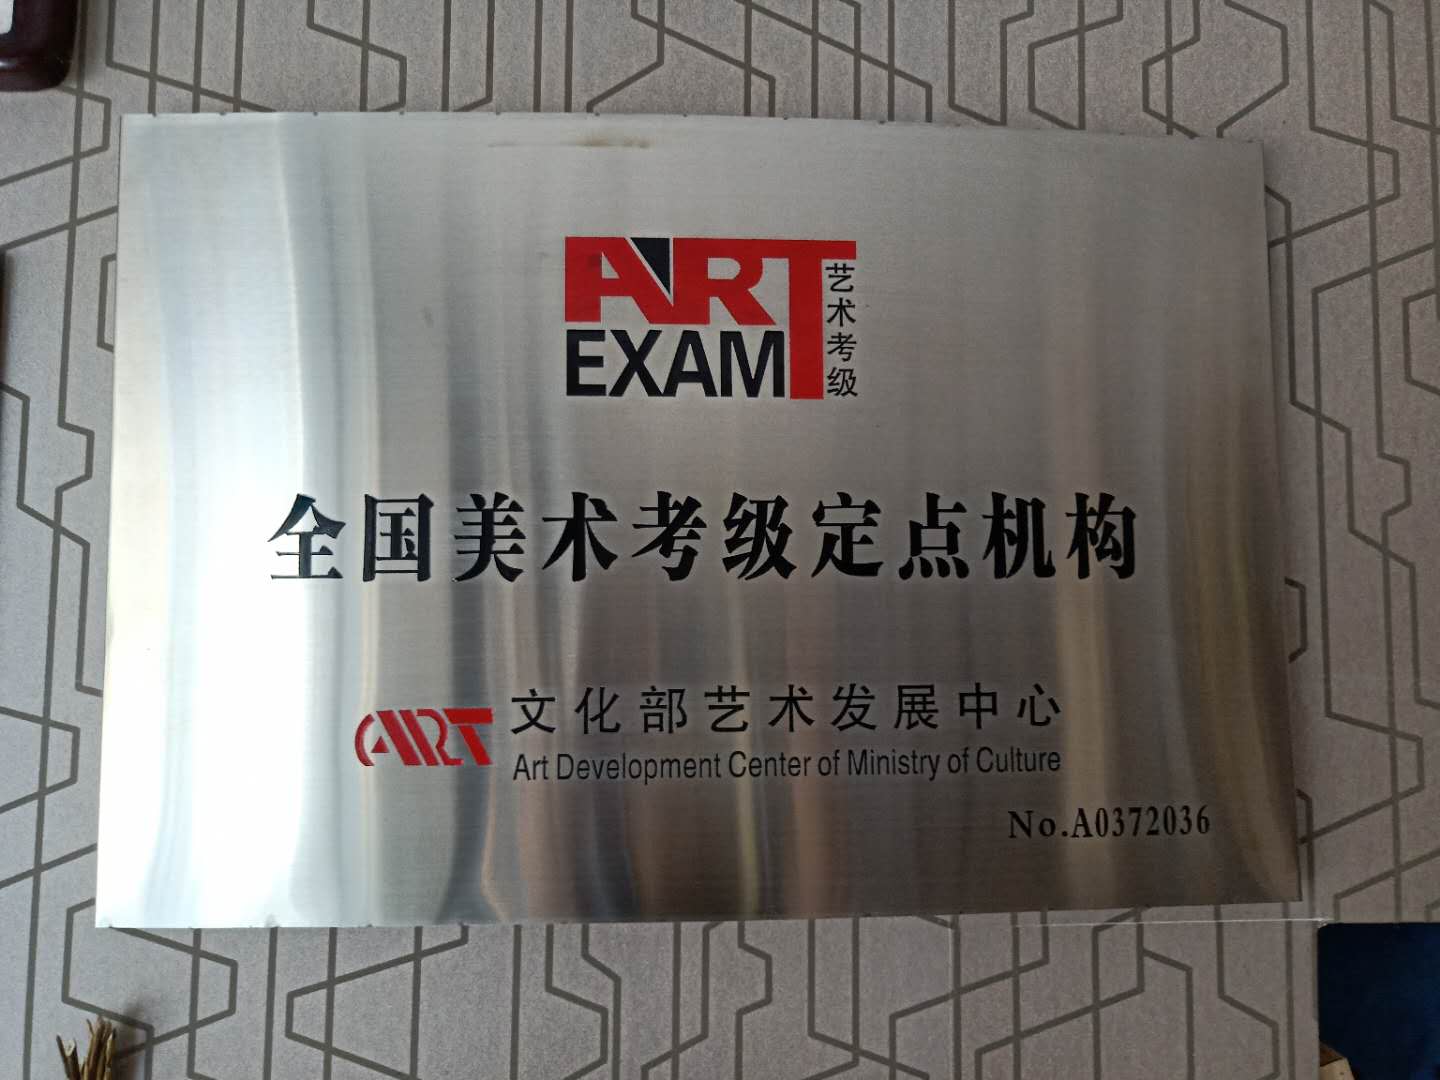 ART
EXAM
艺术考级
全国美术考级定点机构
ART 文化部艺术发展中心
Art Development Center of Ministry of Culture
No.A0372036